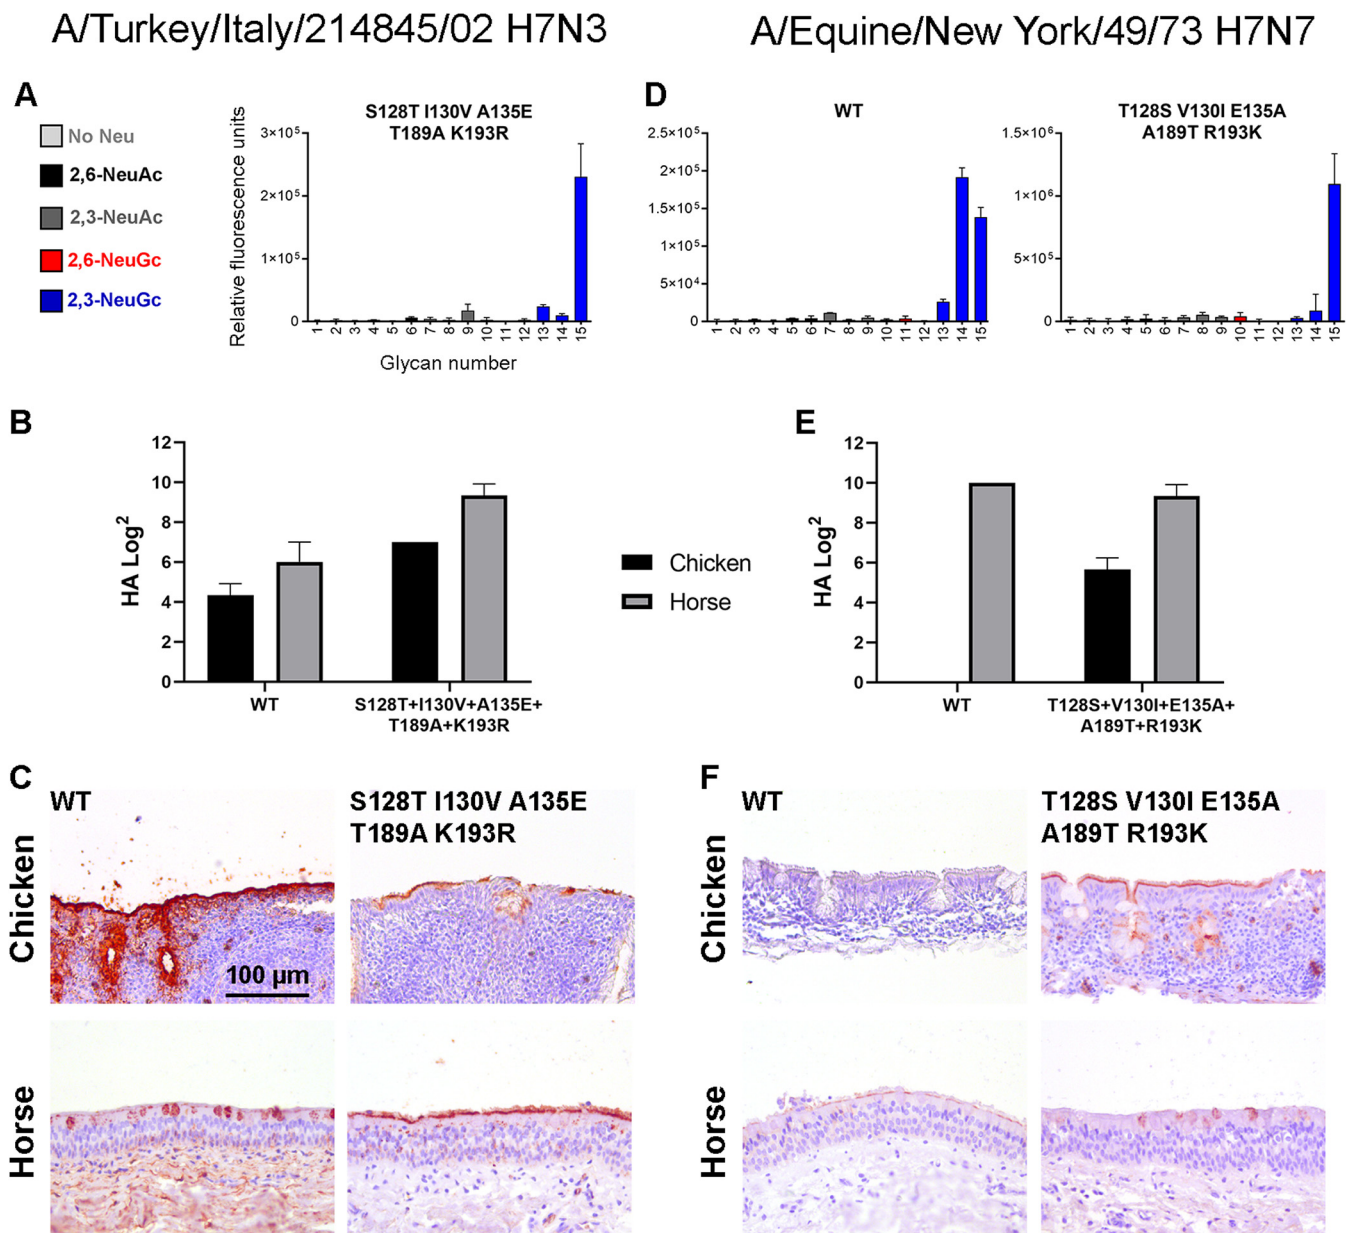 A/Turkey/Italy/214845/02 H7N3
A/Equine/New York/49/73 H7N7
A
No Neu
2,6-NeuAc
2,3-NeuAc
2,6-NeuGc
2,3-NeuGc
Relative fluorescence units
S128T I130V A135E
T189A K193R
3×10⁵
2×10⁵
1×10⁵
0
1 2 3 4 5 6 7 8 9 10 11 12 13 14 15
Glycan number
D
WT
2.5×10⁵
2.0×10⁵
1.5×10⁵
1×10⁵
5×10⁴
0
1 2 3 4 5 6 7 8 9 10 11 12 13 14 15
T128S V130I E135A
A189T R193K
1.5×10⁶
1×10⁶
5×10⁵
0
1 2 3 4 5 6 7 8 9 10 11 12 13 14 15
B
HA Log²
12
10
8
6
4
2
0
WT
S128T+I130V+A135E+
T189A+K193R
Chicken
Horse
E
HA Log²
12
10
8
6
4
2
0
WT
T128S+V130I+E135A+
A189T+R193K
C
WT
S128T I130V A135E
T189A K193R
Chicken
100 µm
Horse
F
WT
T128S V130I E135A
A189T R193K
Chicken
Horse